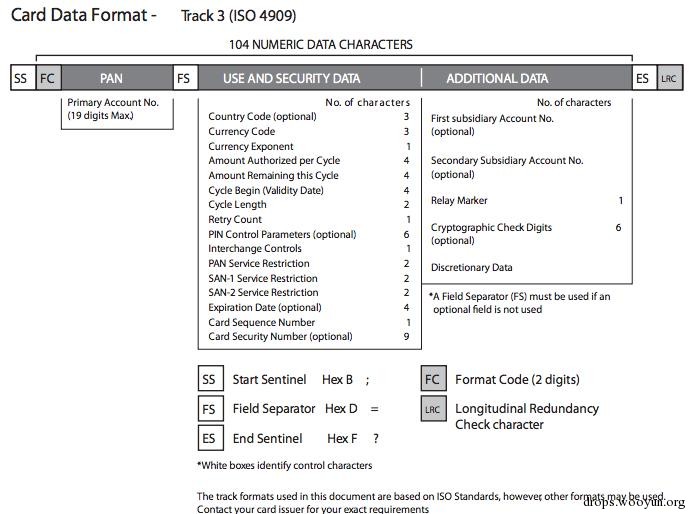 Card Data Format - Track 3 (ISO 4909)
104 NUMERIC DATA CHARACTERS
SS FC PAN FS USE AND SECURITY DATA ADDITIONAL DATA ES LRC
Primary Account No.
(19 digits Max.)
No. of characters
Country Code (optional) 3
Currency Code 3
Currency Exponent 1
Amount Authorized per Cycle 4
Amount Remaining this Cycle 4
Cycle Begin (Validity Date) 4
Cycle Length 2
Retry Count 1
PIN Control Parameters (optional) 6
Interchange Controls 1
PAN Service Restriction 2
SAN-1 Service Restriction 2
SAN-2 Service Restriction 2
Expiration Date (optional) 4
Card Sequence Number 1
Card Security Number (optional) 9
No. of characters
First subsidiary Account No.
(optional)
Secondary Subsidiary Account No.
(optional)
Relay Marker 1
Cryptographic Check Digits 6
(optional)
Discretionary Data
*A Field Separator (FS) must be used if an
optional field is not used
SS Start Sentinel Hex B ;
FS Field Separator Hex D =
ES End Sentinel Hex F ?
FC Format Code (2 digits)
LRC Longitudinal Redundancy
Check character
*White boxes identify control characters
The track formats used in this document are based on ISO Standards, however, other formats may be used.
Contact your card issuer for your exact requirements
drops.wooyun.org